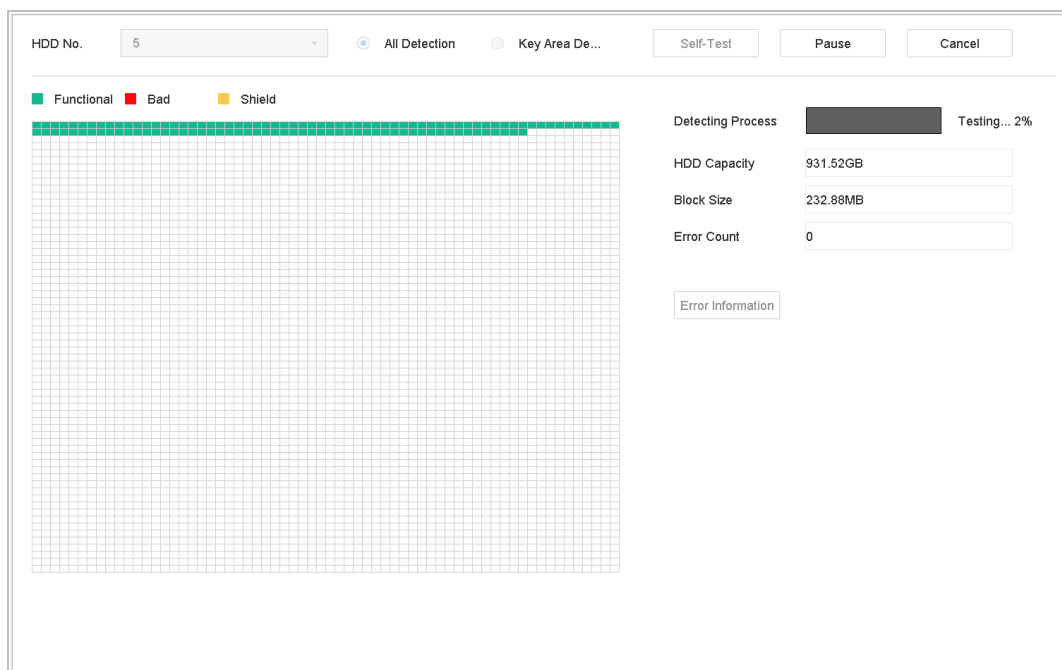 HDD No. 5 All Detection Key Area De... Self-Test Pause Cancel
Functional Bad Shield
Detecting Process Testing... 2%
HDD Capacity 931.52GB
Block Size 232.88MB
Error Count 0
Error Information